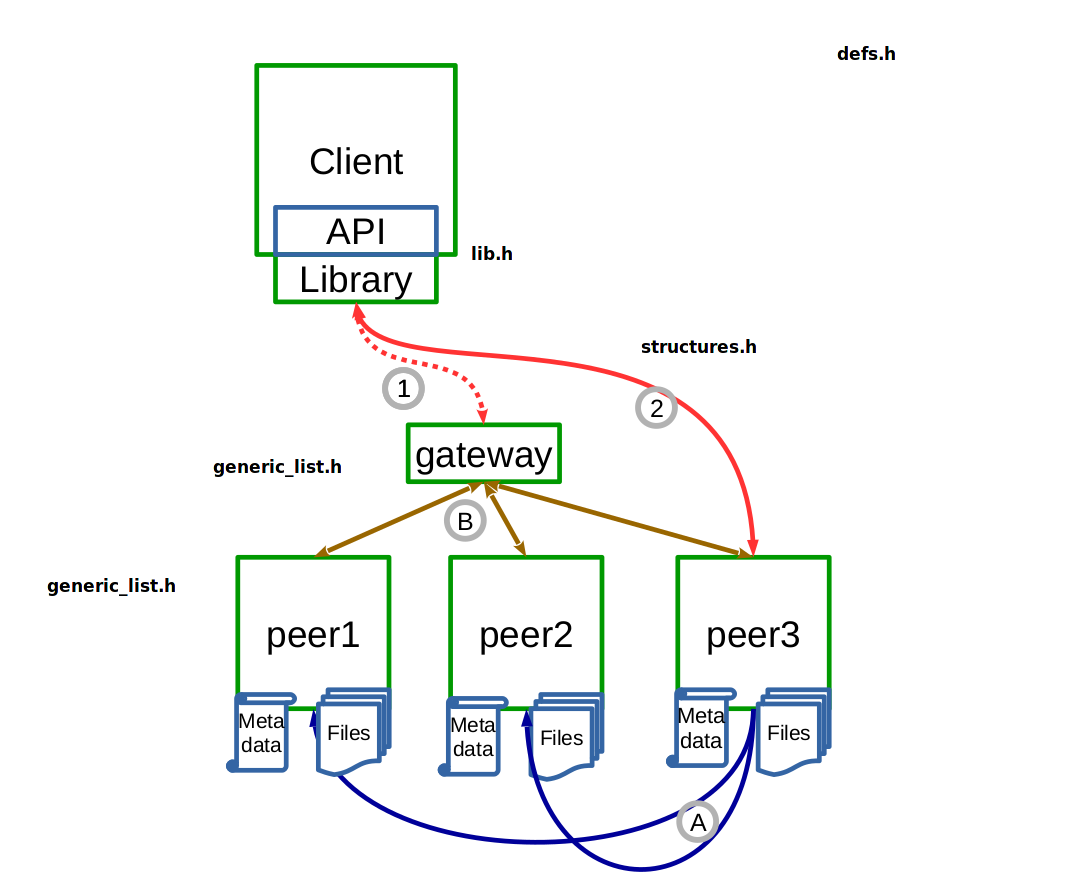 defs.h
Client
API
lib.h
Library
structures.h
1
2
gateway
generic_list.h
B
generic_list.h
peer1
peer2
peer3
Meta
data
Files
Meta
data
Files
Meta
data
Files
A